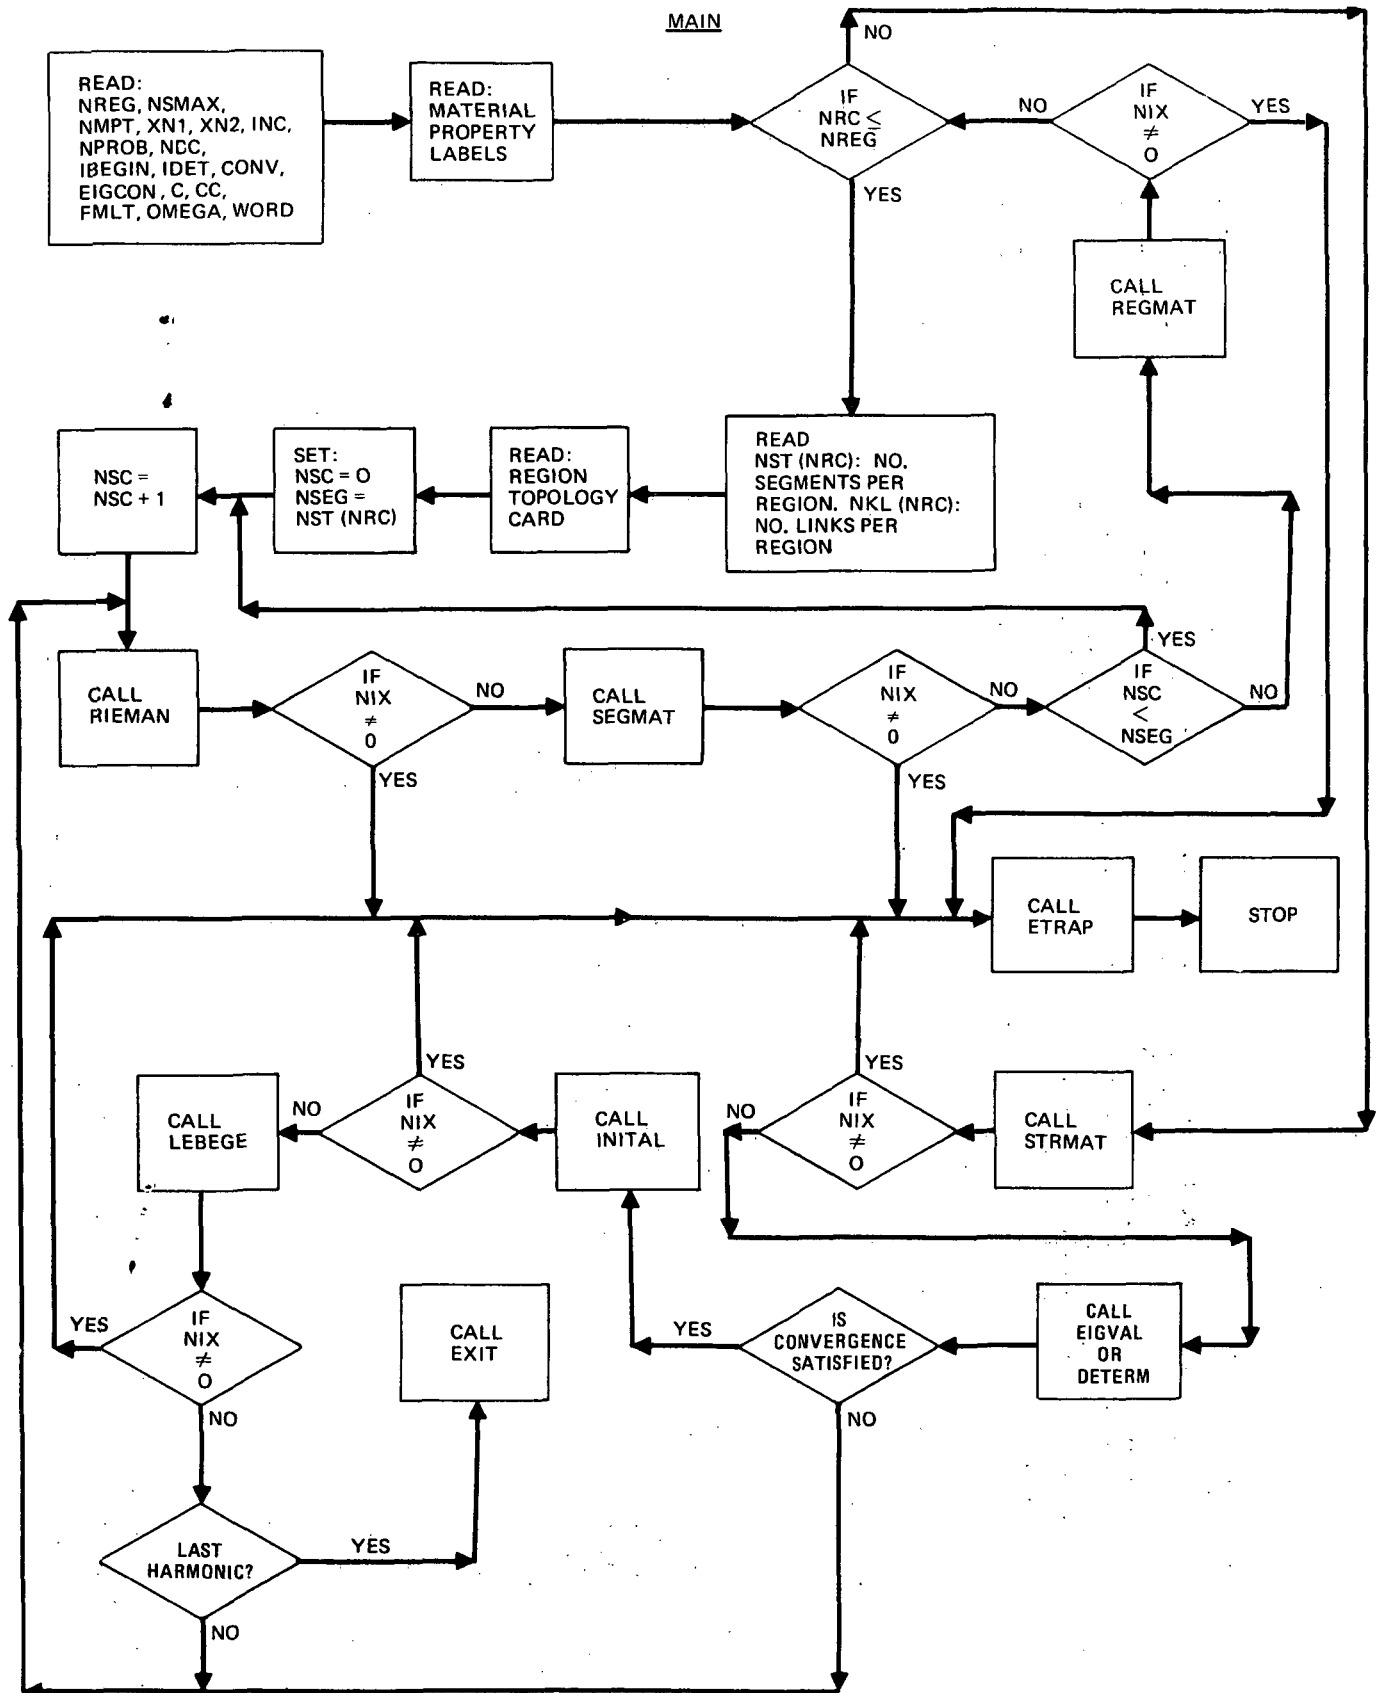 MAIN
READ:
NREG, NSMAX,
NMPT, XN1, XN2, INC,
NPROB, NDC,
IBEGIN, IDET, CONV,
EIGCON, C, CC,
FMLT, OMEGA, WORD
READ:
MATERIAL
PROPERTY
LABELS
NO
IF
NRC ≤
NREG
YES
NO
IF
NIX
≠
0
YES
CALL
REGMAT
NSC =
NSC + 1
SET:
NSC = 0
NSEG =
NST (NRC)
READ:
REGION
TOPOLOGY
CARD
READ
NST (NRC): NO.
SEGMENTS PER
REGION. NKL (NRC):
NO. LINKS PER
REGION
CALL
RIEMAN
IF
NIX
≠
0
NO
YES
CALL
SEGMAT
IF
NIX
≠
0
NO
YES
YES
IF
NSC
<
NSEG
NO
CALL
ETRAP
STOP
CALL
LEBEGE
NO
YES
IF
NIX
≠
0
CALL
INITAL
NO
YES
IF
NIX
≠
0
CALL
STRMAT
YES
IF
NIX
≠
0
NO
CALL
EXIT
YES
IS
CONVERGENCE
SATISFIED?
NO
CALL
EIGVAL
OR
DETERM
LAST
HARMONIC?
YES
NO